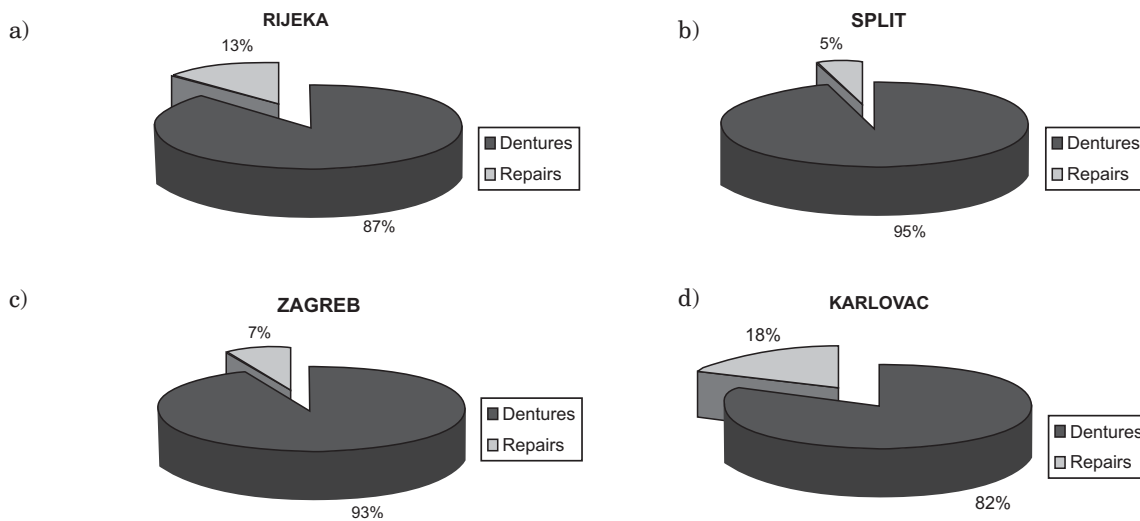 a)
RIJEKA
13%
Dentures
Repairs
87%
b)
SPLIT
5%
Dentures
Repairs
95%
c)
ZAGREB
7%
Dentures
Repairs
93%
d)
KARLOVAC
18%
Dentures
Repairs
82%